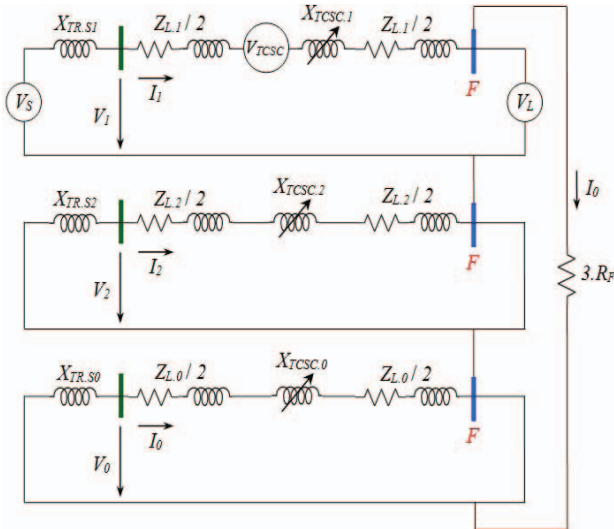 X_TR.S1 Z_L.1 / 2 X_TCSC.1 Z_L.1 / 2
V_TCSC
V_S V_1 I_1 F V_L
I_0
X_TR.S2 Z_L.2 / 2 X_TCSC.2 Z_L.2 / 2
V_2 I_2 F
3.R_F
X_TR.S0 Z_L.0 / 2 X_TCSC.0 Z_L.0 / 2
V_0 I_0 F